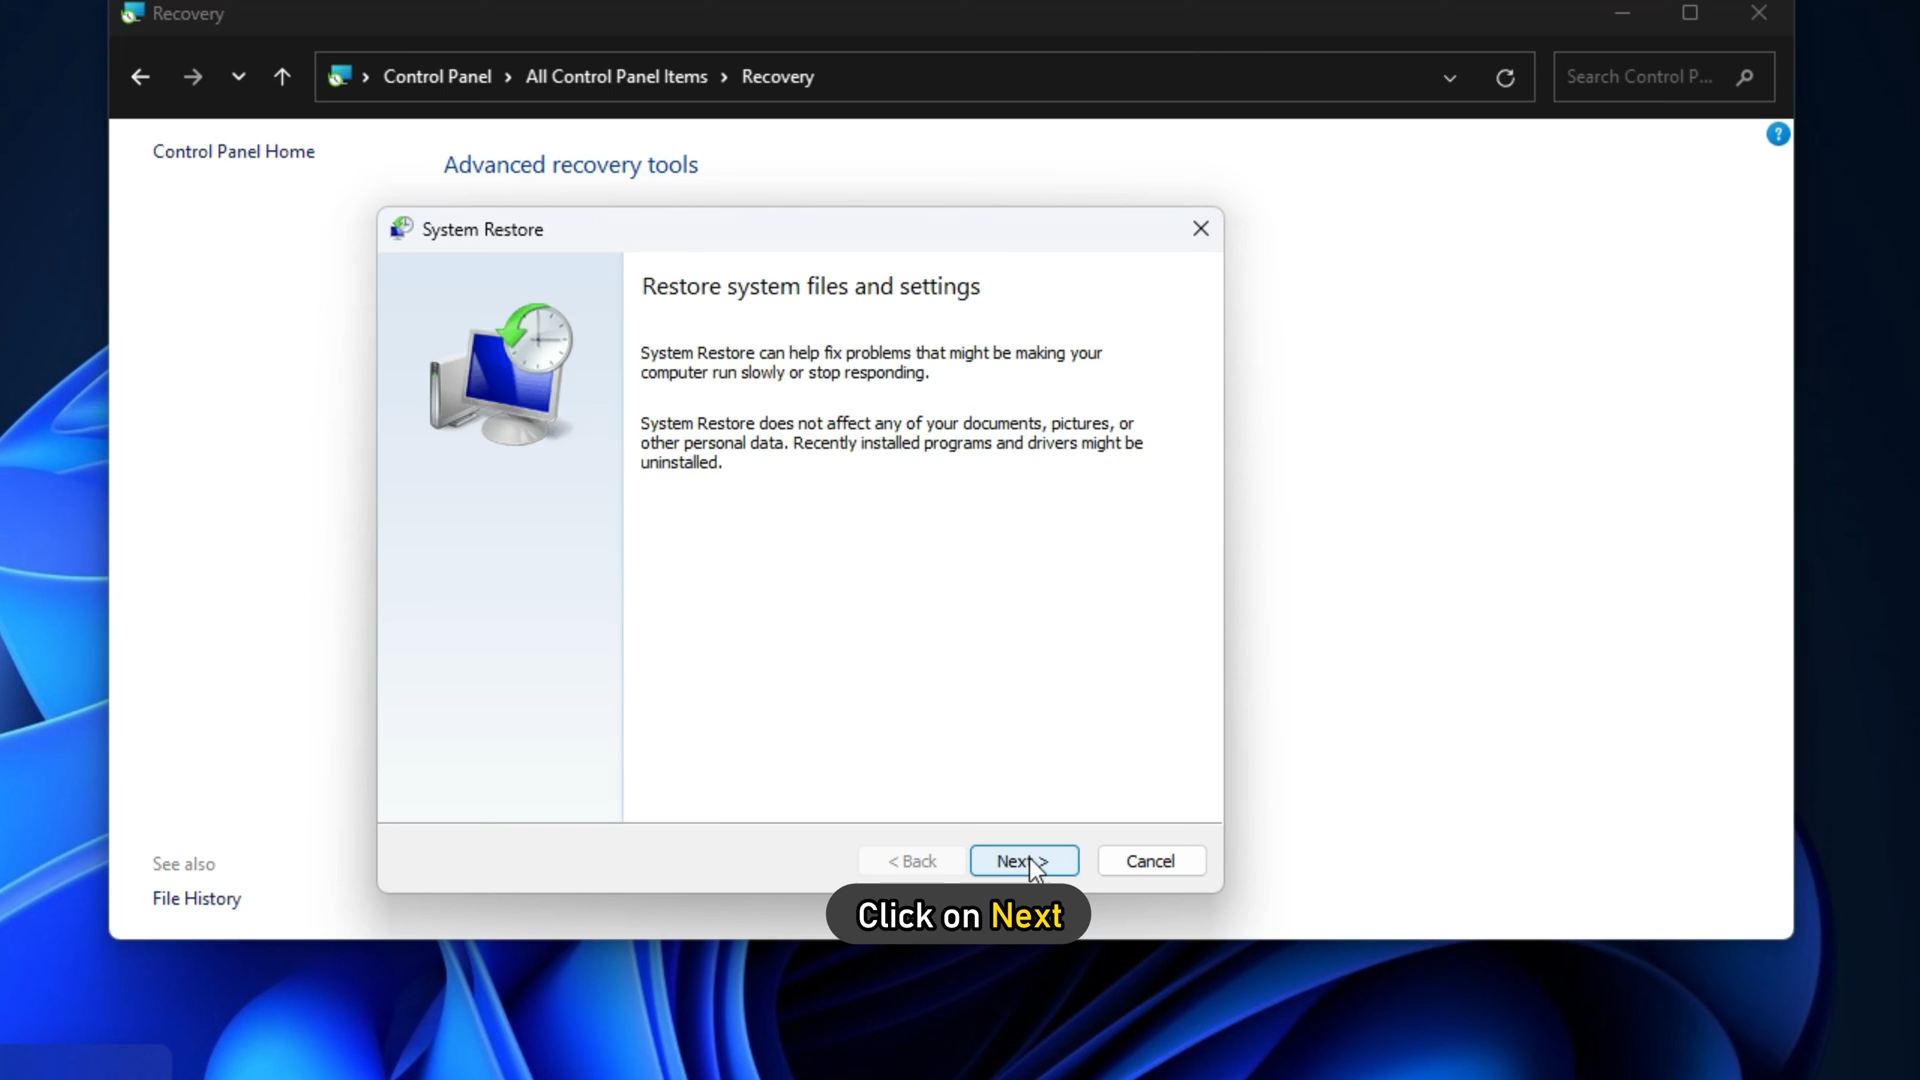 Recovery
Control Panel > All Control Panel Items > Recovery
Search Control P...
Control Panel Home
Advanced recovery tools
System Restore
Restore system files and settings
System Restore can help fix problems that might be making your
computer run slowly or stop responding.
System Restore does not affect any of your documents, pictures, or
other personal data. Recently installed programs and drivers might be
uninstalled.
See also
File History
< Back
Next >
Cancel
Click on Next